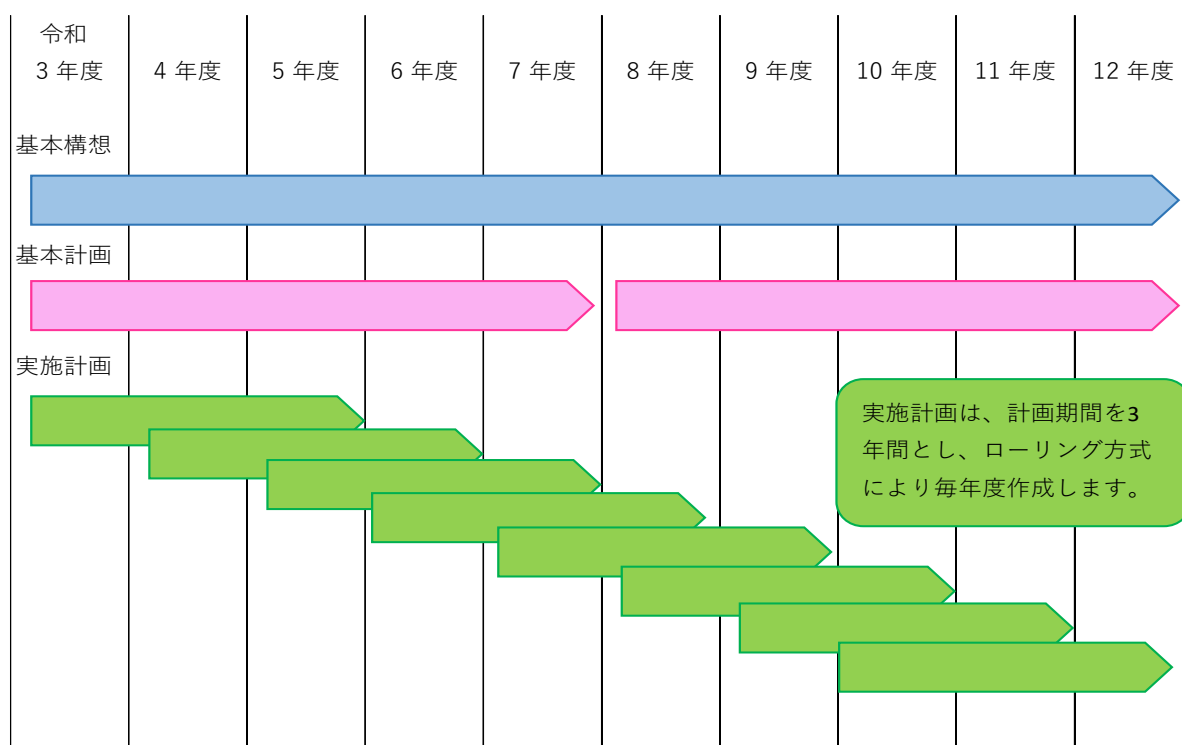 令和
3 年度 4 年度 5 年度 6 年度 7 年度 8 年度 9 年度 10 年度 11 年度 12 年度
基本構想
基本計画
実施計画
実施計画は、計画期間を3
年間とし、ローリング方式
により毎年度作成します。